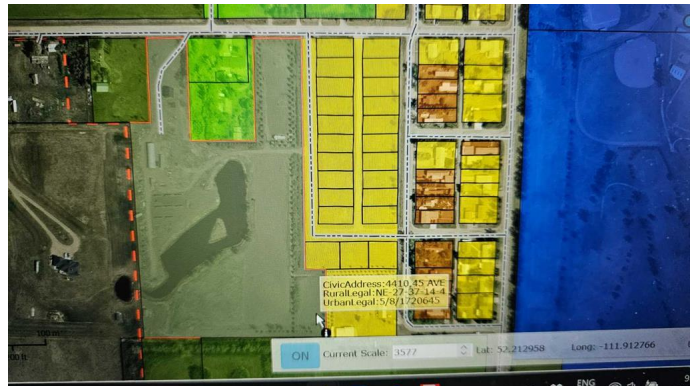 CivicAddress:4410 45 AVE
RuralLegal:NE-27-37-14-4
UrbanLegal:5/8/1720645
ON Current Scale: 3577 Lat: 52.212958 Long: -111.912766
ENG